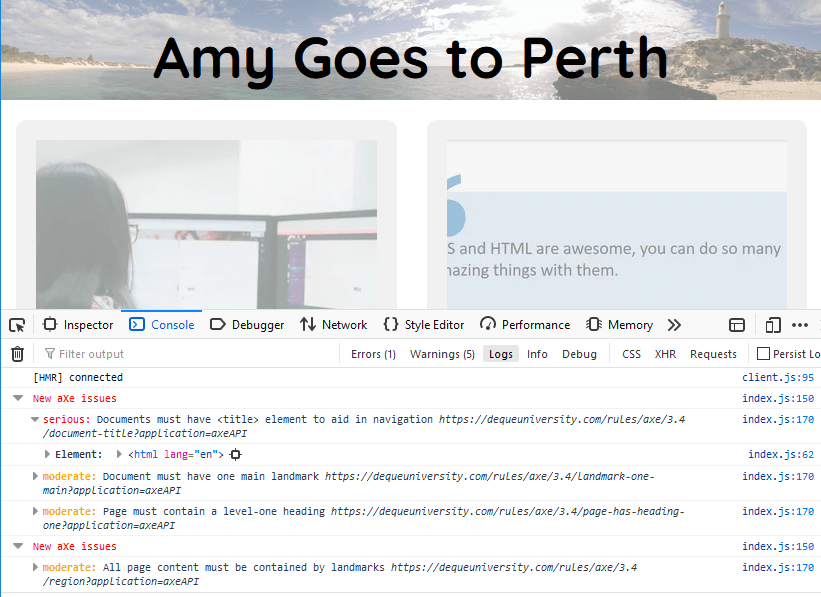 Amy Goes to Perth
S and HTML are awesome, you can do so many
nazing things with them.
Inspector Console Debugger Network Style Editor Performance Memory
Filter output Errors (1) Warnings (5) Logs Info Debug CSS XHR Requests Persist Lo
[HMR] connected client.js:95
New aXe issues index.js:150
serious: Documents must have <title> element to aid in navigation https://dequeuniversity.com/rules/axe/3.4 index.js:170
/document-title?application=axeAPI
Element: <html lang="en"> index.js:62
moderate: Document must have one main landmark https://dequeuniversity.com/rules/axe/3.4/landmark-one- index.js:170
main?application=axeAPI
moderate: Page must contain a level-one heading https://dequeuniversity.com/rules/axe/3.4/page-has-heading- index.js:170
one?application=axeAPI
New aXe issues index.js:150
moderate: All page content must be contained by landmarks https://dequeuniversity.com/rules/axe/3.4 index.js:170
/region?application=axeAPI